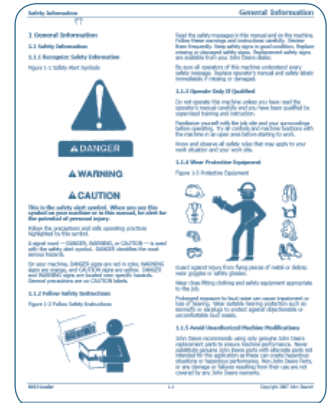 Safety Information
General Information
1 General Information
1.1 Safety Information
1.1.1 Recognize Safety Information
Figure 1-1 Safety Alert Symbols
DANGER
WARNING
CAUTION
This is the safety alert symbol. When you see this
symbol on your machine or in this manual, be alert for
the potential of personal injury.
Follow the precautions and safe operating practices
highlighted by this symbol.
A signal word — DANGER, WARNING, or CAUTION — is used
with the safety alert symbol. DANGER identifies the most
serious hazards.
On your machine, DANGER signs are red in color, WARNING
signs are orange, and CAUTION signs are yellow. DANGER
and WARNING signs are located near specific hazards.
General precautions are on CAUTION labels.
1.1.2 Follow Safety Instructions
Figure 1-2 Follow Safety Instructions
Read the safety messages in this manual and on the machine.
Follow these warnings and instructions carefully. Review
them frequently. Keep safety signs in good condition. Replace
missing or damaged safety signs. Replacement safety signs
are available from your John Deere dealer.
Be sure all operators of this machine understand every
safety message. Replace operator's manual and safety labels
immediately if missing or damaged.
1.1.3 Operate Only If Qualified
Do not operate this machine unless you have read the
operator's manual carefully and you have been qualified by
supervised training and instruction.
Familiarize yourself with the job site and your surroundings
before operating. Try all controls and machine functions with
the machine in an open area before starting to work.
Know and observe all safety rules that may apply to your
work situation and your work site.
1.1.4 Wear Protective Equipment
Figure 1-3 Protective Equipment
Guard against injury from flying pieces of metal or debris,
wear goggles or safety glasses.
Wear close fitting clothing and safety equipment appropriate
to the job.
Prolonged exposure to loud noise can cause impairment or
loss of hearing. Wear suitable hearing protection such as
earmuffs or earplugs to protect against objectionable or
uncomfortable loud noises.
1.1.5 Avoid Unauthorized Machine Modifications
John Deere recommends using only genuine John Deere
replacement parts to ensure machine performance. Never
substitute genuine John Deere parts with alternate parts not
intended for the application as these can create hazardous
situations or hazardous performance. Non John Deere Parts,
or any damage or failures resulting from their use are not
covered by any John Deere warranty.
1-1
Copyright 2007 John Deere